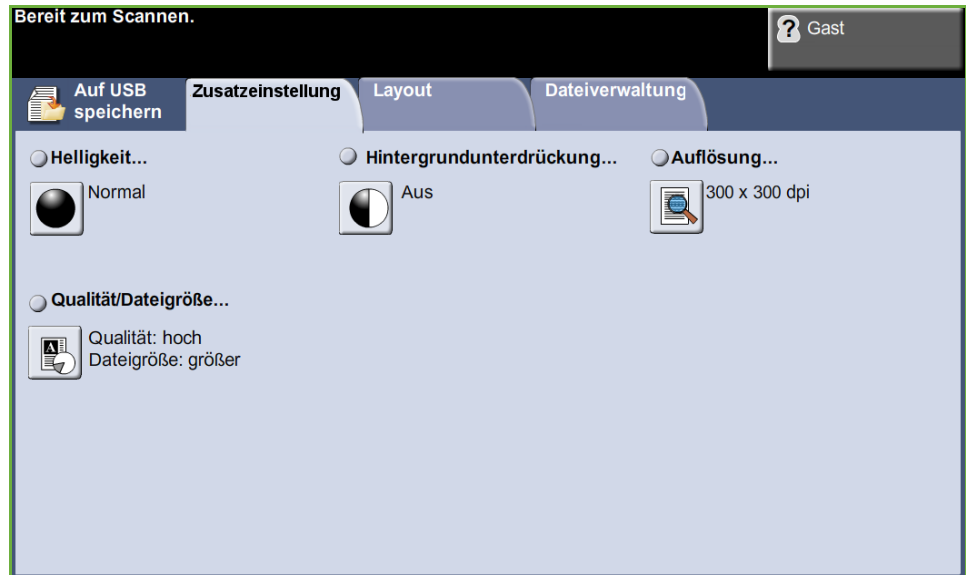 Bereit zum Scannen.
Gast
Auf USB
speichern
Zusatzeinstellung
Layout
Dateiverwaltung
Helligkeit...
Normal
Hintergrundunterdrückung...
Aus
Auflösung...
300 x 300 dpi
Qualität/Dateigröße...
Qualität: hoch
Dateigröße: größer